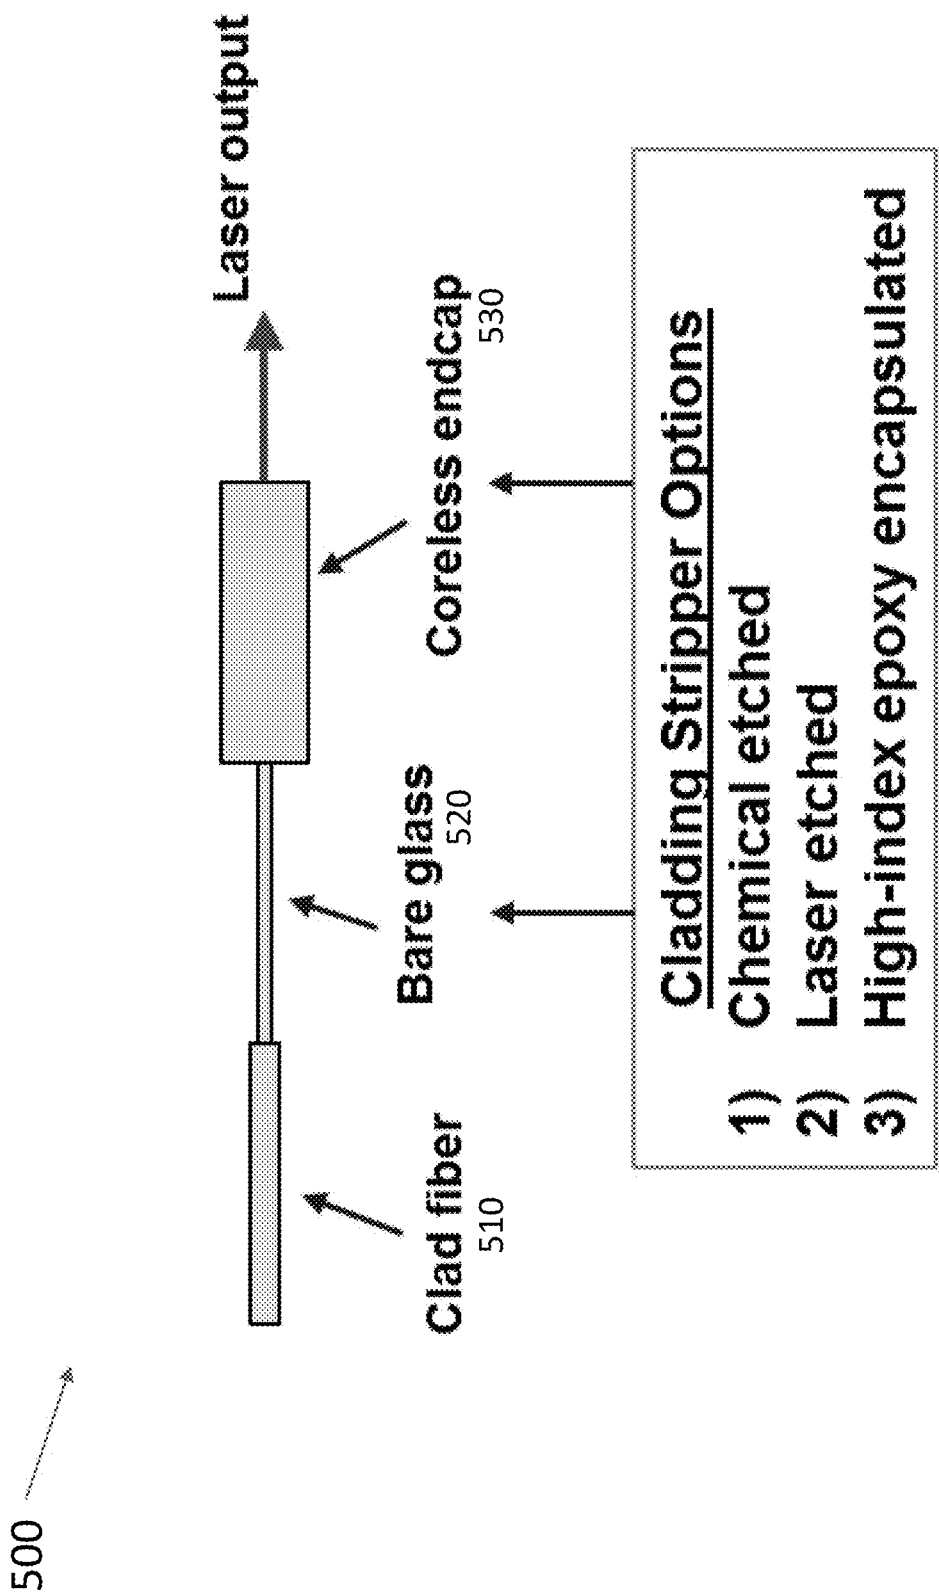 500
Laser output
Clad fiber
510
Bare glass
520
Coreless endcap
530
Cladding Stripper Options
1) Chemical etched
2) Laser etched
3) High-index epoxy encapsulated